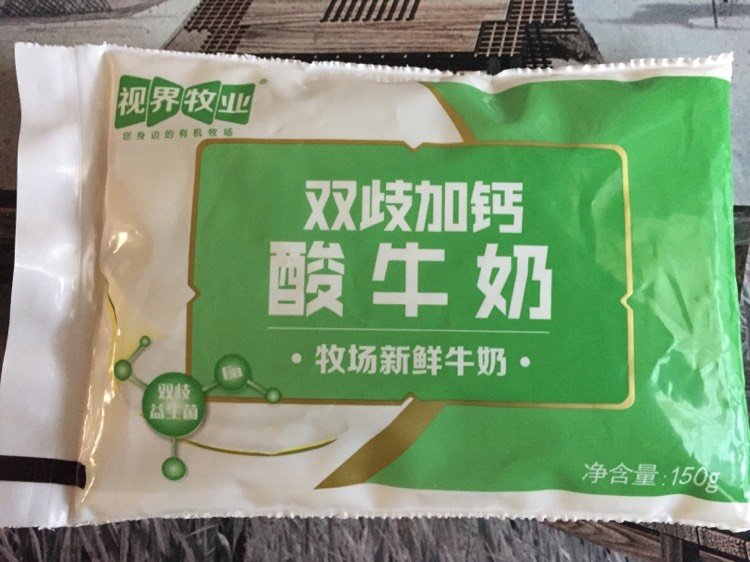 视界牧业®
您身边的有机牧场
双歧加钙
酸牛奶
·牧场新鲜牛奶·
双歧
益生菌
菌
净含量:150g